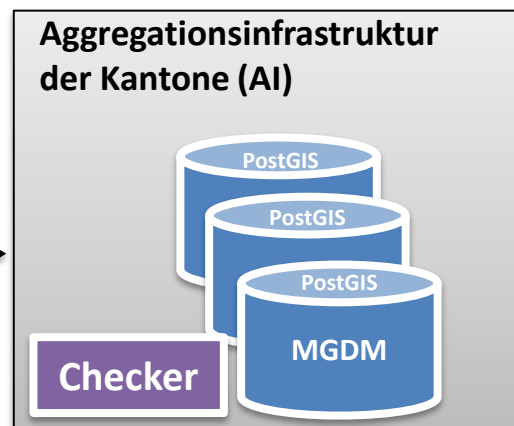 Aggregationsinfrastruktur
der Kantone (AI)
PostGIS
PostGIS
PostGIS
MGDM
Checker